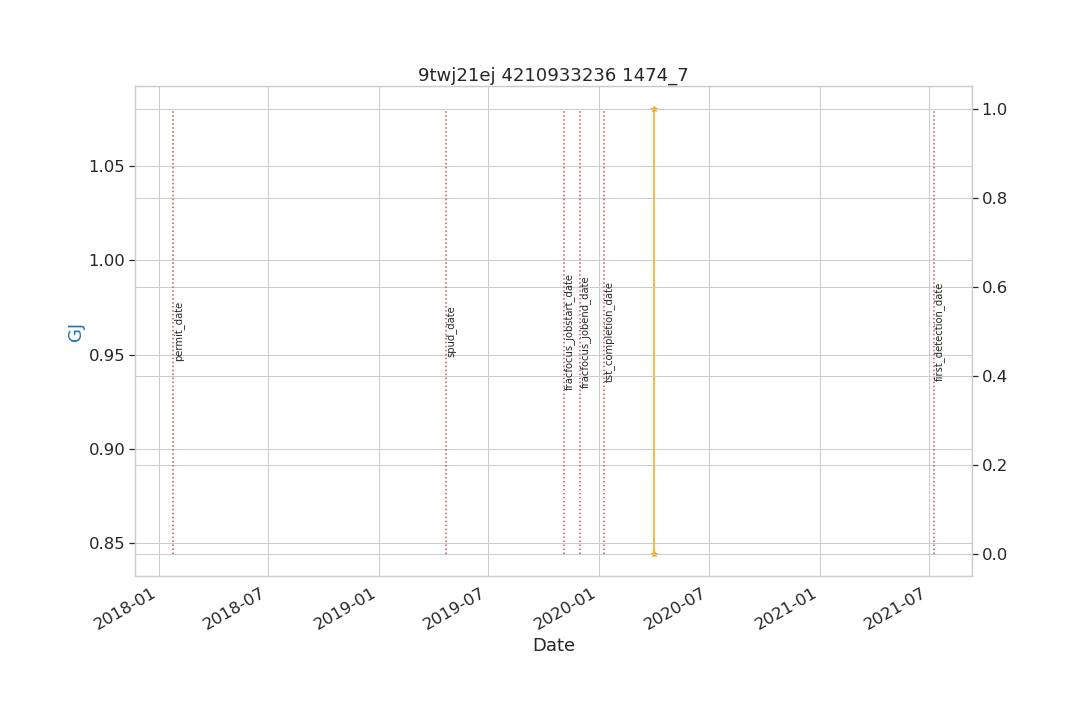 9twj21ej 4210933236 1474_7
1.05
1.00
0.95
0.90
0.85
GJ
1.0
0.8
0.6
0.4
0.2
0.0
permit_date
spud_date
fracfocus_jobstart_date
fracfocus_jobend_date
tst_completion_date
first_detection_date
2018-01
2018-07
2019-01
2019-07
2020-01
2020-07
2021-01
2021-07
Date